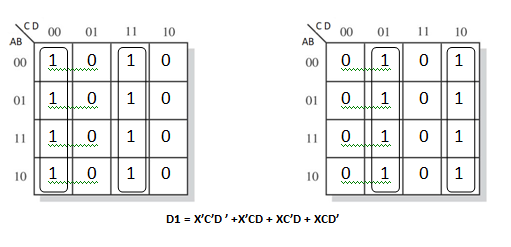 C D C D
AB 00 01 11 10 AB 00 01 11 10
00 1 0 1 0 00 0 1 0 1
01 1 0 1 0 01 0 1 0 1
11 1 0 1 0 11 0 1 0 1
10 1 0 1 0 10 0 1 0 1
D1 = X'C'D ' +X'CD + XC'D + XCD'